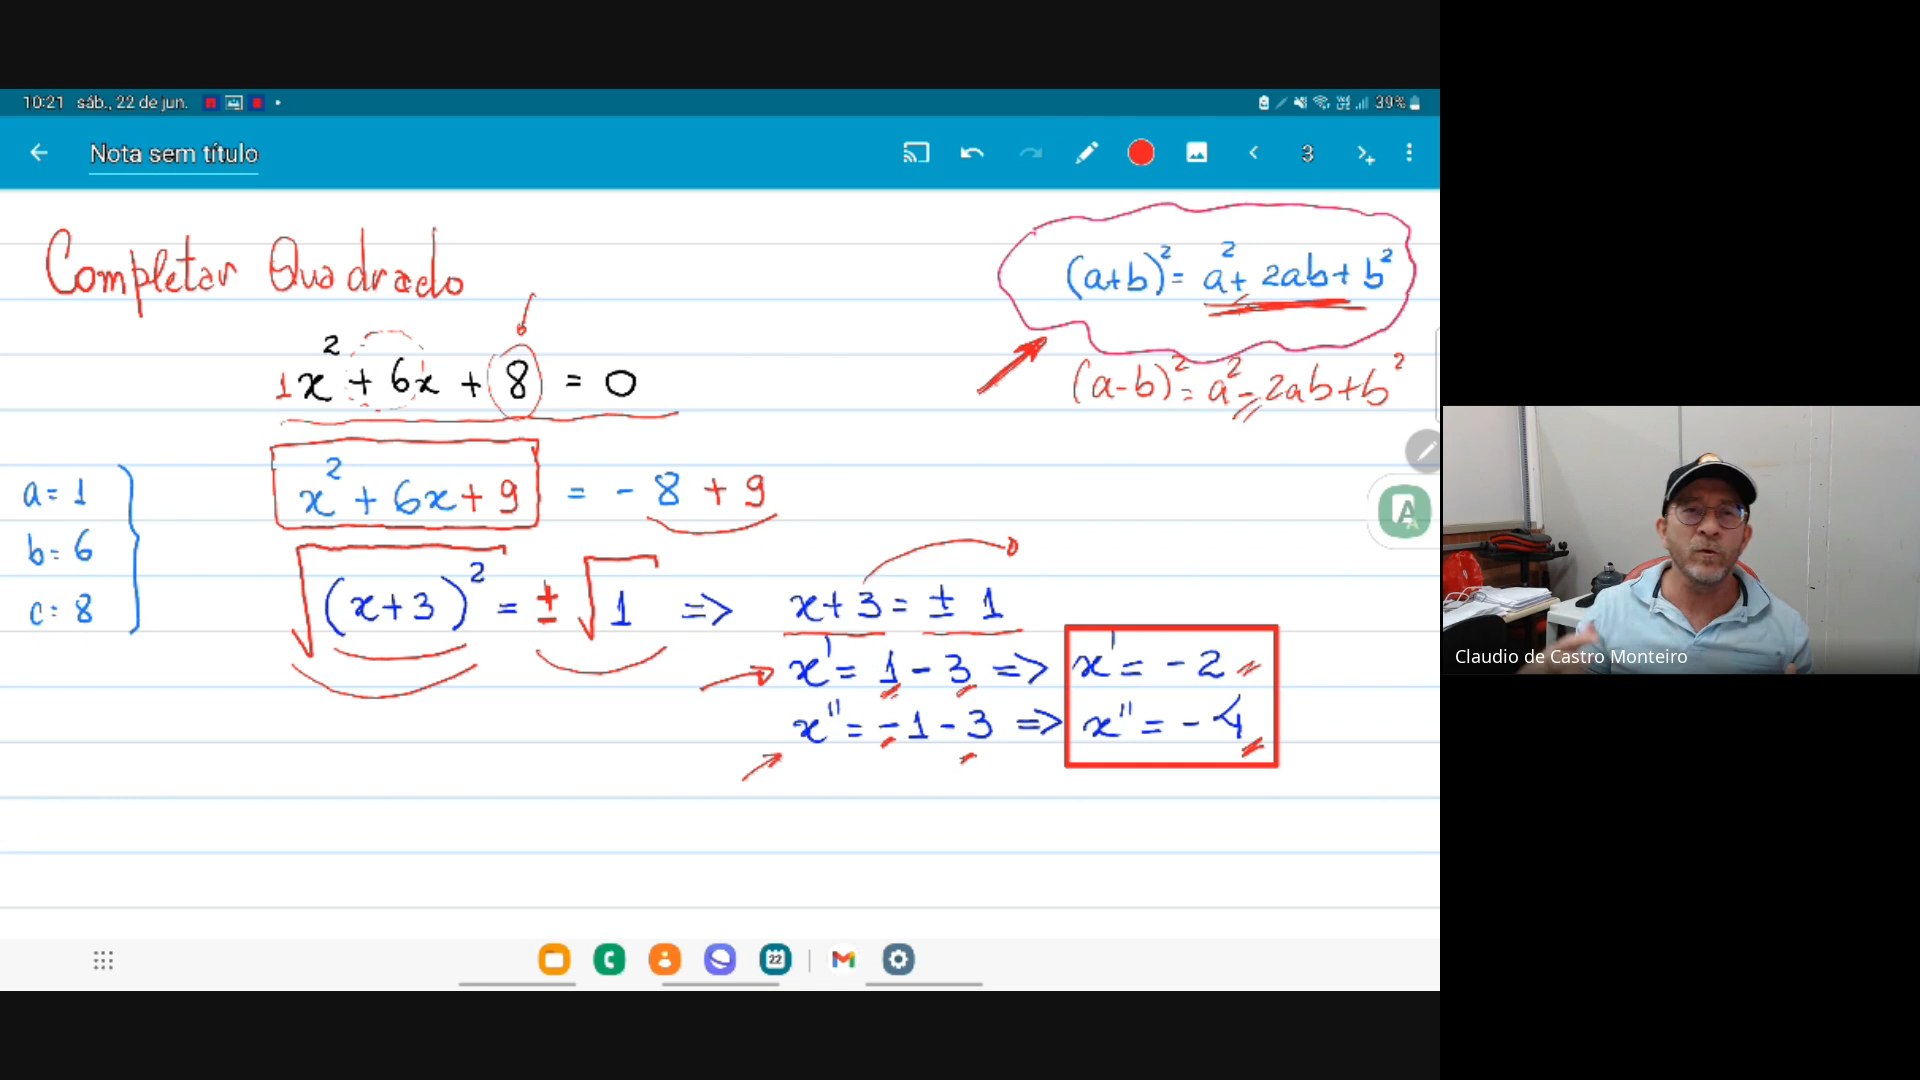 10:21 sáb., 22 de jun.
39%
Nota sem título
3
Completar Quadrado
(a+b)² = a² + 2ab + b²
(a-b)² = a² - 2ab + b²
1x² + 6x + 8 = 0
x² + 6x + 9 = - 8 + 9
a = 1
b = 6
c = 8
√(x+3)² = ± √1 => x+3 = ± 1
x' = 1 - 3 => x' = - 2
x'' = - 1 - 3 => x'' = - 4
A
Claudio de Castro Monteiro
22